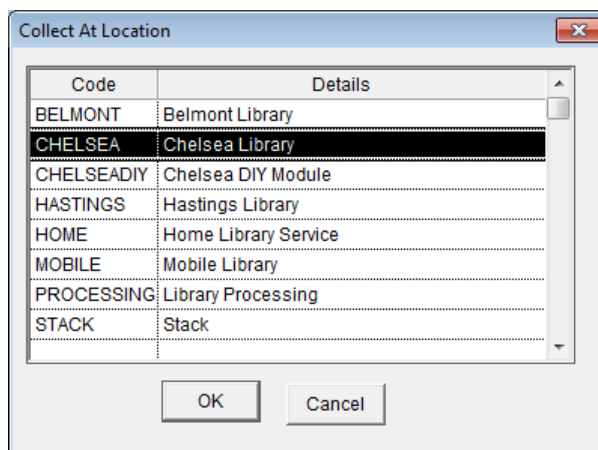 Collect At Location
Code Details
BELMONT Belmont Library
CHELSEA Chelsea Library
CHELSEADIY Chelsea DIY Module
HASTINGS Hastings Library
HOME Home Library Service
MOBILE Mobile Library
PROCESSING Library Processing
STACK Stack
OK Cancel